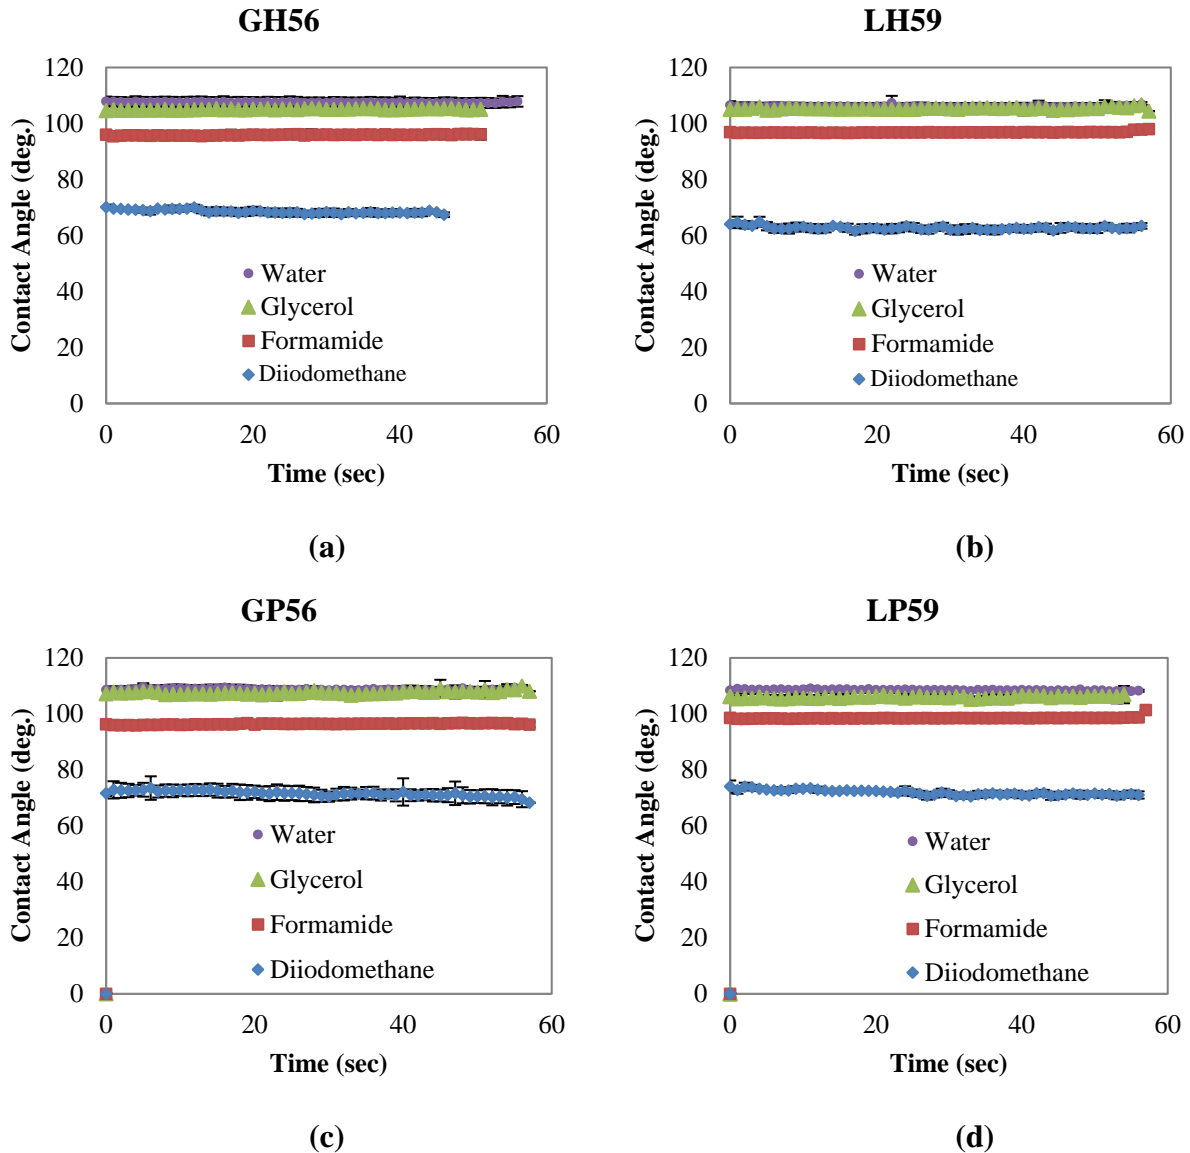 GH56
120
100
80
60
40
20
0
Contact Angle (deg.)
Water
Glycerol
Formamide
Diiodomethane
0 20 40 60
Time (sec)
(a)
LH59
120
100
80
60
40
20
0
Contact Angle (deg.)
Water
Glycerol
Formamide
Diiodomethane
0 20 40 60
Time (sec)
(b)
GP56
120
100
80
60
40
20
0
Contact Angle (deg.)
Water
Glycerol
Formamide
Diiodomethane
0 20 40 60
Time (sec)
(c)
LP59
120
100
80
60
40
20
0
Contact Angle (deg.)
Water
Glycerol
Formamide
Diiodomethane
0 20 40 60
Time (sec)
(d)